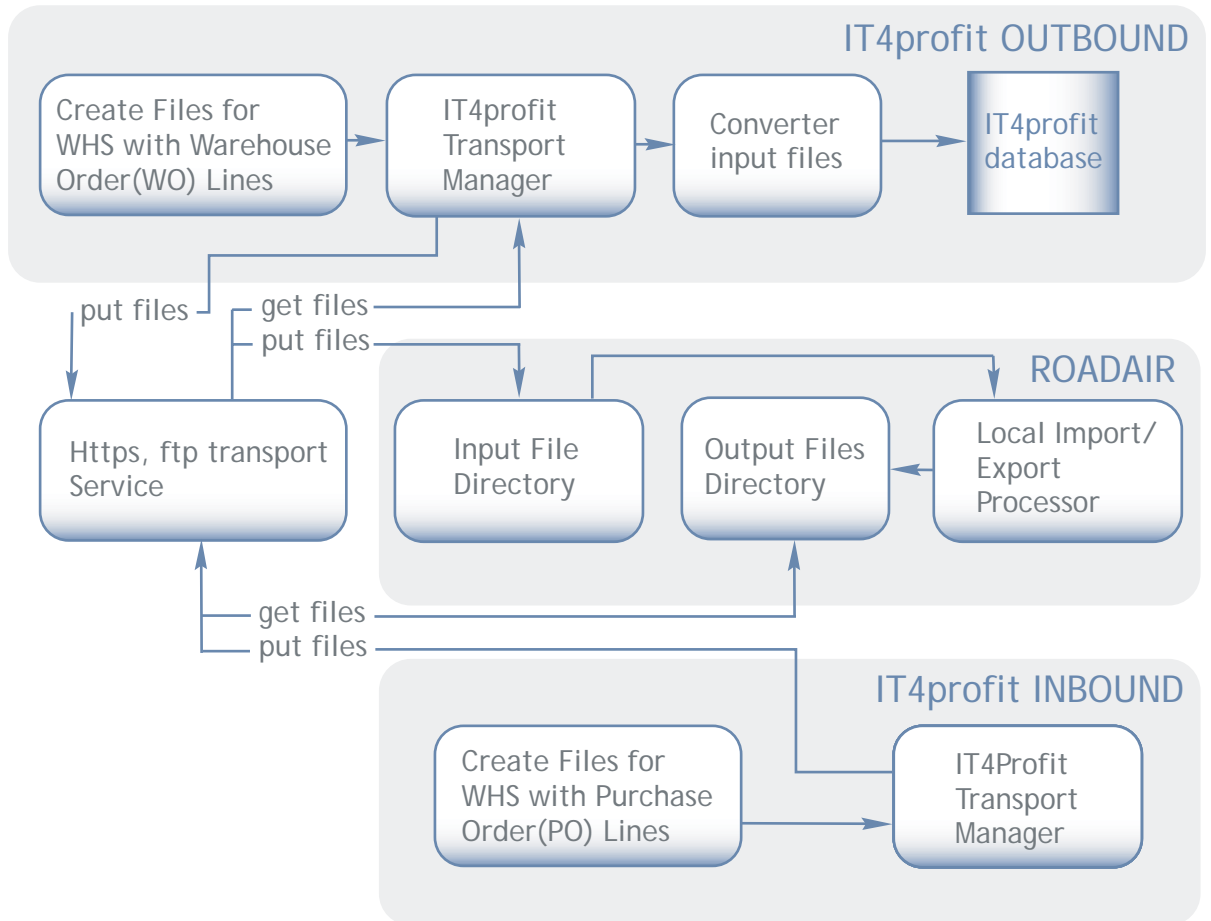 IT4profit OUTBOUND
Create Files for
WHS with Warehouse
Order(WO) Lines
IT4profit
Transport
Manager
Converter
input files
IT4profit
database
put files
get files
put files
ROADAIR
Https, ftp transport
Service
Input File
Directory
Output Files
Directory
Local Import/
Export
Processor
get files
put files
IT4profit INBOUND
Create Files for
WHS with Purchase
Order(PO) Lines
IT4Profit
Transport
Manager